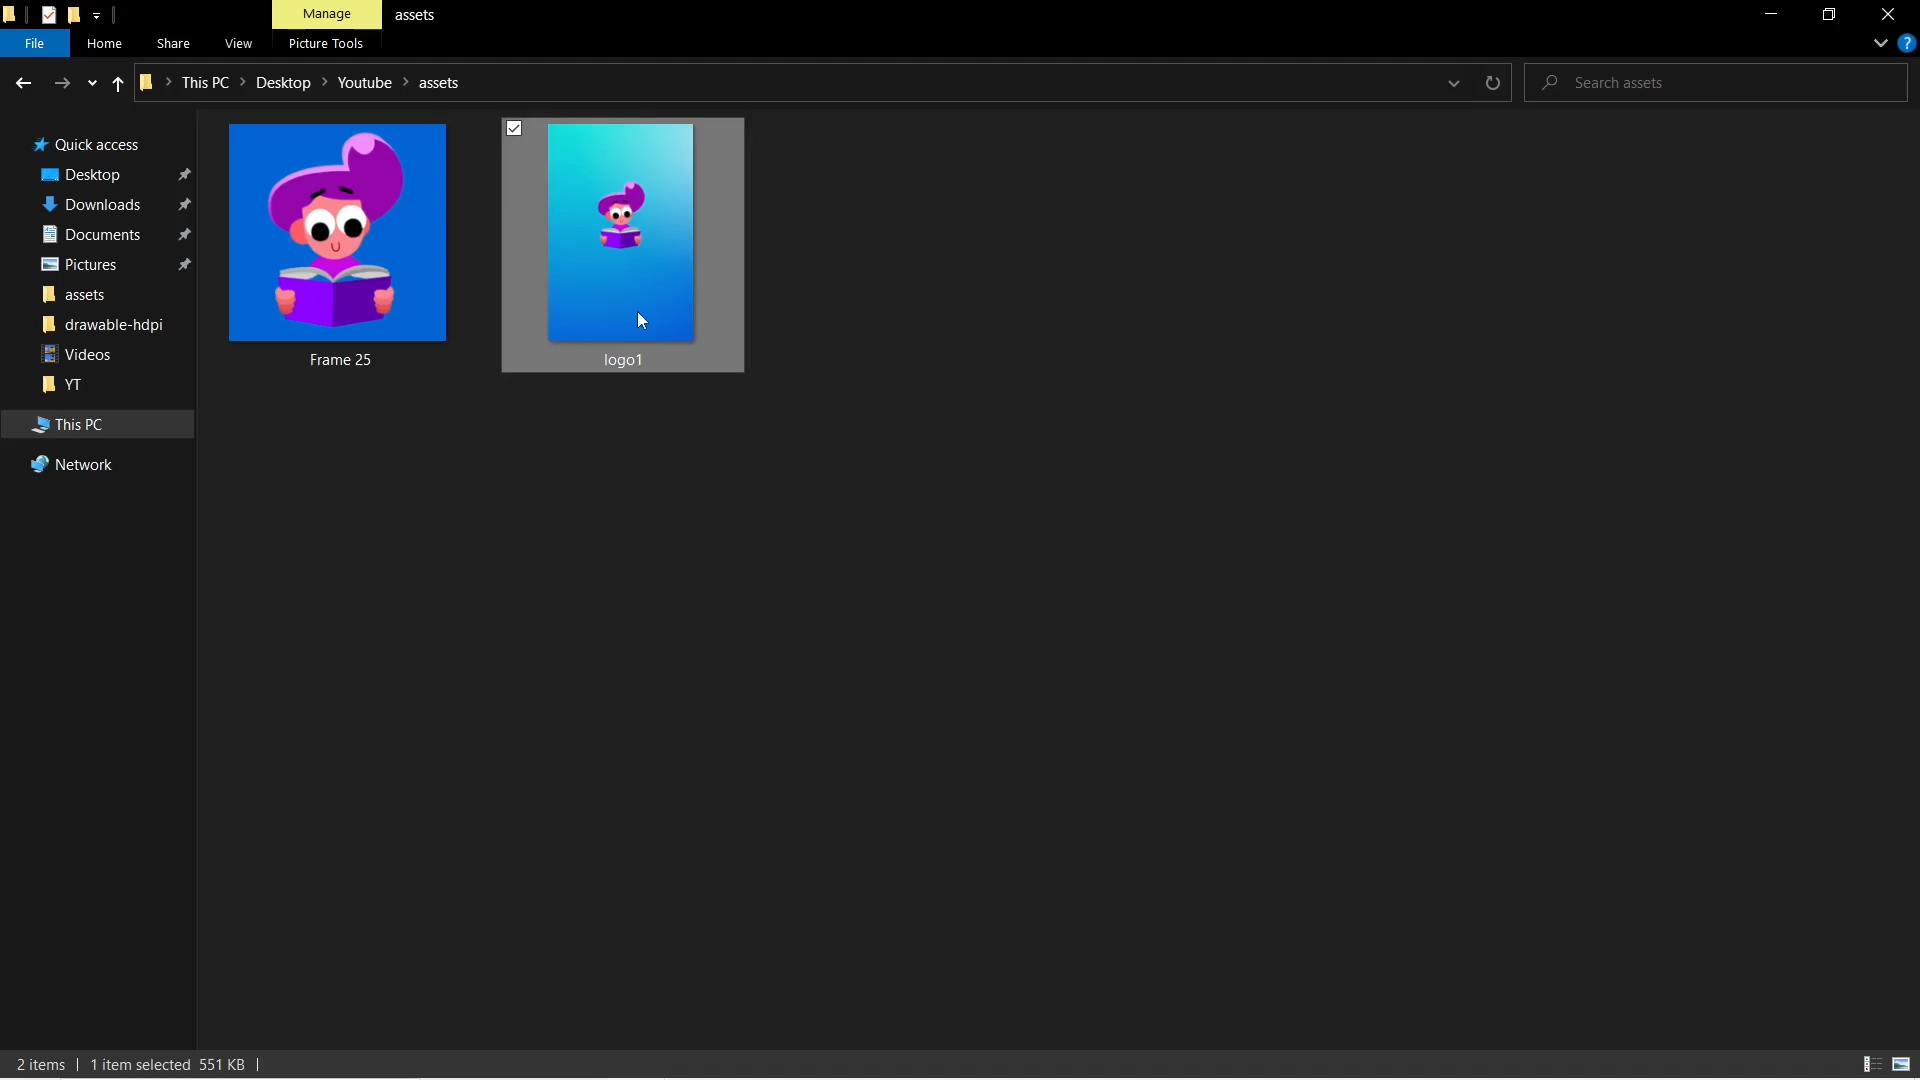 Manage
assets
File
Home
Share
View
Picture Tools
?
This PC
Desktop
Youtube
assets
Search assets
Quick access
Desktop
Downloads
Documents
Pictures
assets
drawable-hdpi
Videos
YT
This PC
Network
Frame 25
logo1
2 items
1 item selected 551 KB